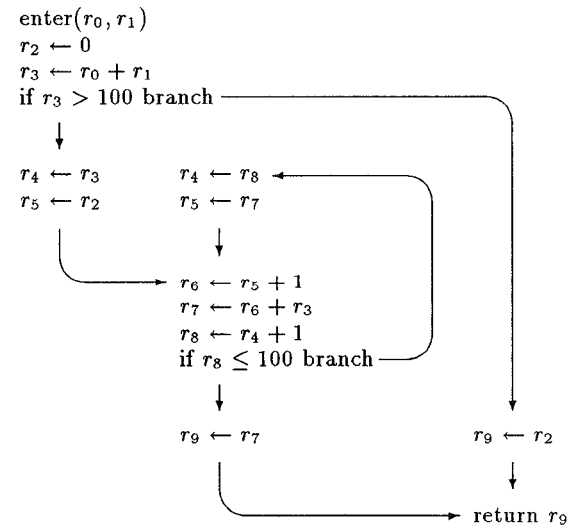 enter(r₀, r₁)
r₂ ← 0
r₃ ← r₀ + r₁
if r₃ > 100 branch
r₄ ← r₃
r₅ ← r₂
r₄ ← r₈
r₅ ← r₇
r₆ ← r₅ + 1
r₇ ← r₆ + r₃
r₈ ← r₄ + 1
if r₈ ≤ 100 branch
r₉ ← r₇
r₉ ← r₂
return r₉